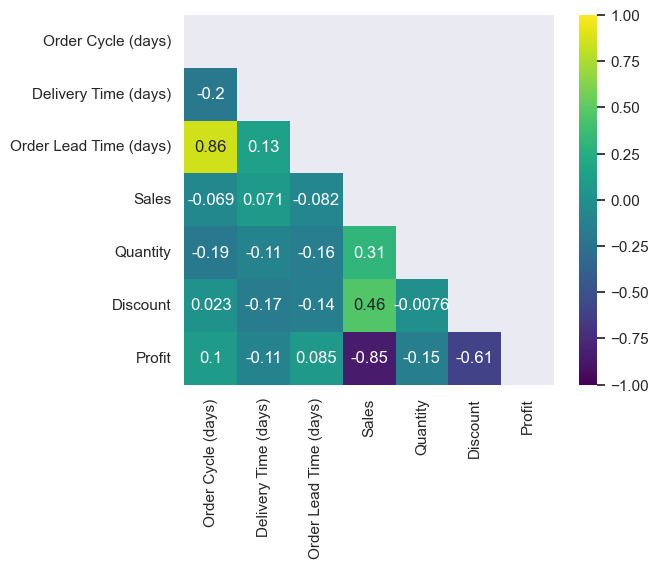 Order Cycle (days)
Delivery Time (days)
-0.2
Order Lead Time (days)
0.86 0.13
Sales
-0.069 0.071 -0.082
Quantity
-0.19 -0.11 -0.16 0.31
Discount
0.023 -0.17 -0.14 0.46 -0.0076
Profit
0.1 -0.11 0.085 -0.85 -0.15 -0.61
Order Cycle (days)
Delivery Time (days)
Order Lead Time (days)
Sales
Quantity
Discount
Profit
1.00
0.75
0.50
0.25
0.00
−0.25
−0.50
−0.75
−1.00